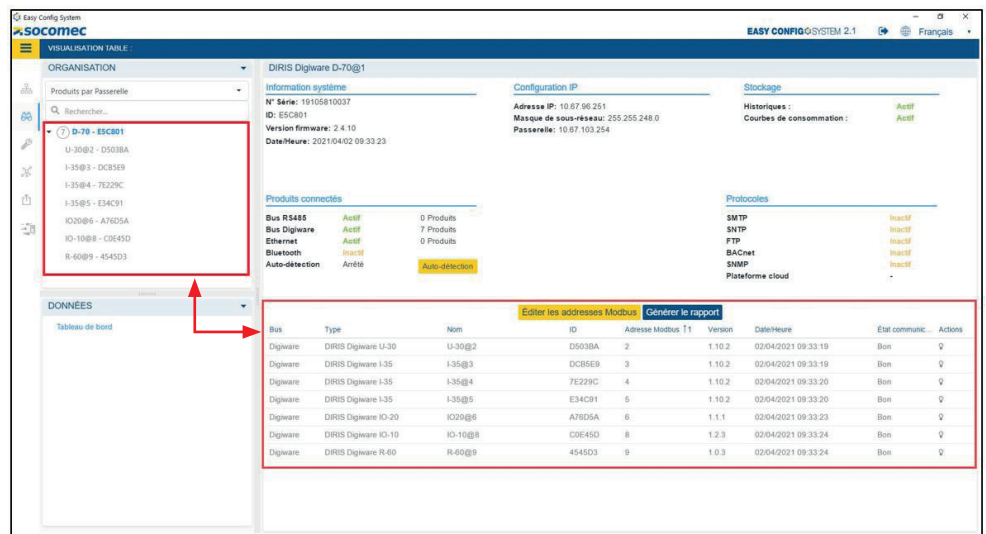 Easy Config System
socomec
EASY CONFIG SYSTEM 2.1
Français
VISUALISATION TABLE :
ORGANISATION
Produits par Passerelle
Rechercher...
7 D-70 - E5C801
U-30@2 - D503BA
I-35@3 - DCB5E9
I-35@4 - 7E229C
I-35@5 - E34C91
IO20@6 - A76D5A
IO-10@8 - C0E45D
R-60@9 - 4545D3
DONNÉES
Tableau de bord
DIRIS Digiware D-70@1
Information système
N° Série: 19105810037
ID: E5C801
Version firmware: 2.4.10
Date/Heure: 2021/04/02 09:33:23
Configuration IP
Adresse IP: 10.67.96.251
Masque de sous-réseau: 255.255.248.0
Passerelle: 10.67.103.254
Stockage
Historiques : Actif
Courbes de consommation : Actif
Produits connectés
Bus RS485 Actif 0 Produits
Bus Digiware Actif 7 Produits
Ethernet Actif 0 Produits
Bluetooth Inactif
Auto-détection Arrêté Auto-détection
Protocoles
SMTP Inactif
SNTP Inactif
FTP Inactif
BACnet Inactif
SNMP Inactif
Plateforme cloud -
Éditer les addresses Modbus Générer le rapport
Bus Type Nom ID Adresse Modbus ↑1 Version Date/Heure État communic... Actions
Digiware DIRIS Digiware U-30 U-30@2 D503BA 2 1.10.2 02/04/2021 09:33:19 Bon
Digiware DIRIS Digiware I-35 I-35@3 DCB5E9 3 1.10.2 02/04/2021 09:33:19 Bon
Digiware DIRIS Digiware I-35 I-35@4 7E229C 4 1.10.2 02/04/2021 09:33:20 Bon
Digiware DIRIS Digiware I-35 I-35@5 E34C91 5 1.10.2 02/04/2021 09:33:20 Bon
Digiware DIRIS Digiware IO-20 IO20@6 A76D5A 6 1.1.1 02/04/2021 09:33:23 Bon
Digiware DIRIS Digiware IO-10 IO-10@8 C0E45D 8 1.2.3 02/04/2021 09:33:24 Bon
Digiware DIRIS Digiware R-60 R-60@9 4545D3 9 1.0.3 02/04/2021 09:33:24 Bon